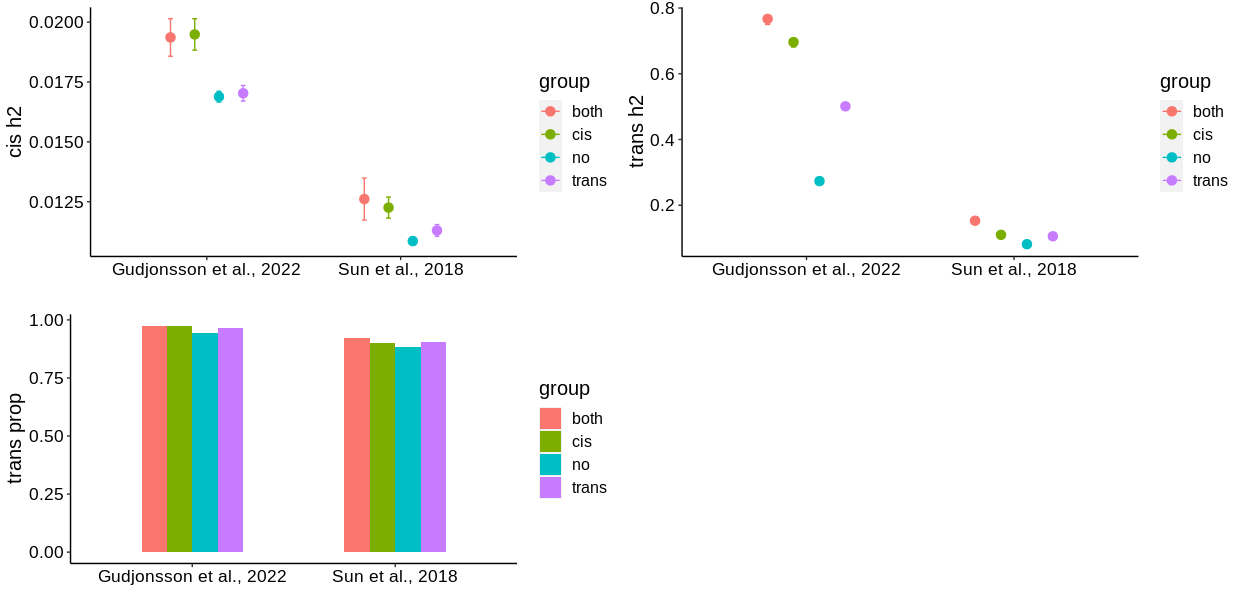 cis h2
0.0200
0.0175
0.0150
0.0125
Gudjonsson et al., 2022
Sun et al., 2018
group
both
cis
no
trans
trans h2
0.8
0.6
0.4
0.2
Gudjonsson et al., 2022
Sun et al., 2018
group
both
cis
no
trans
trans prop
1.00
0.75
0.50
0.25
0.00
Gudjonsson et al., 2022
Sun et al., 2018
group
both
cis
no
trans